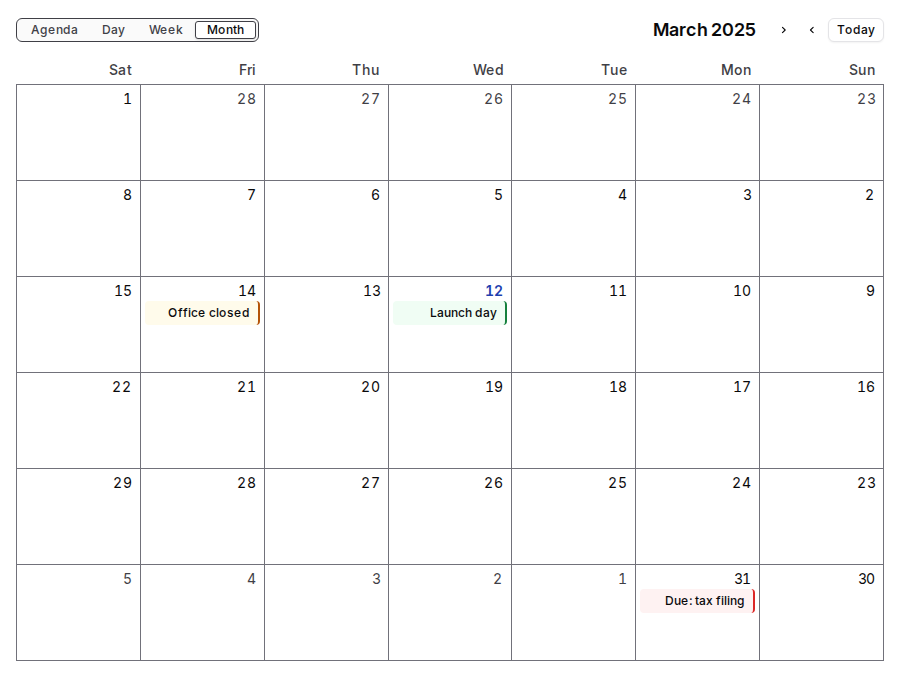 Agenda Day Week Month March 2025 Today
Sat Fri Thu Wed Tue Mon Sun
1 28 27 26 25 24 23
8 7 6 5 4 3 2
15 14 13 12 11 10 9
Office closed Launch day
22 21 20 19 18 17 16
29 28 27 26 25 24 23
5 4 3 2 1 31 30
Due: tax filing